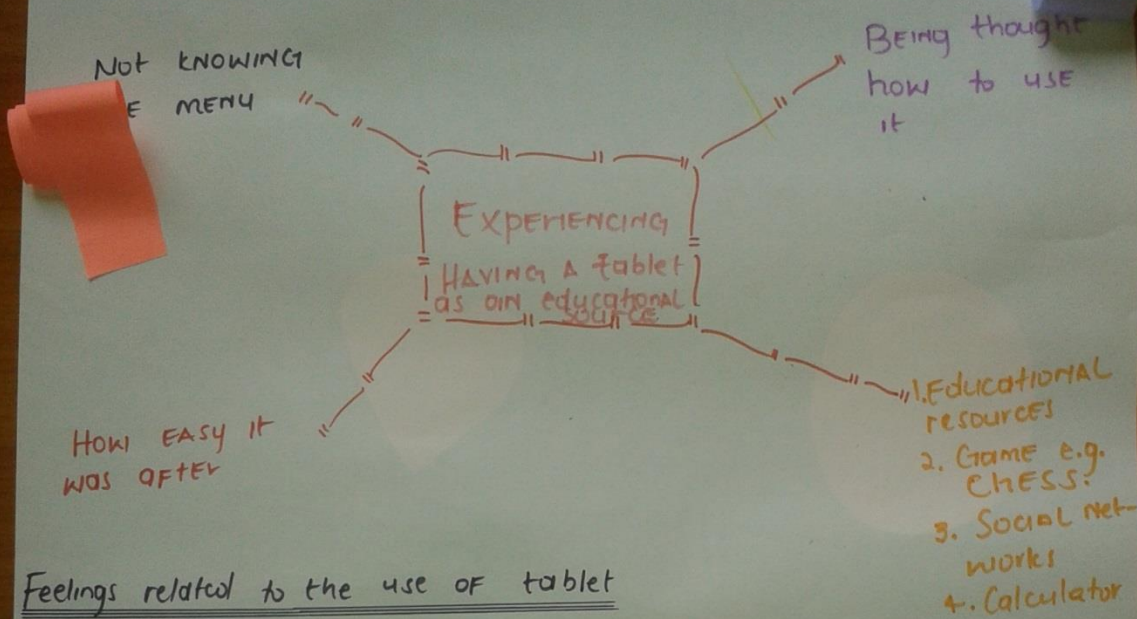 Not KNOWING
E MENU
BEING thought
how to USE
it
EXPERIENCING
HAVING A tablet
as an educational
SOURCE
1. EDUCATIONAL
resources
2. Game e.g.
ChESS.
3. Social Net-
works
4. Calculator
How EASY It
was after
Feelings related to the use of tablet